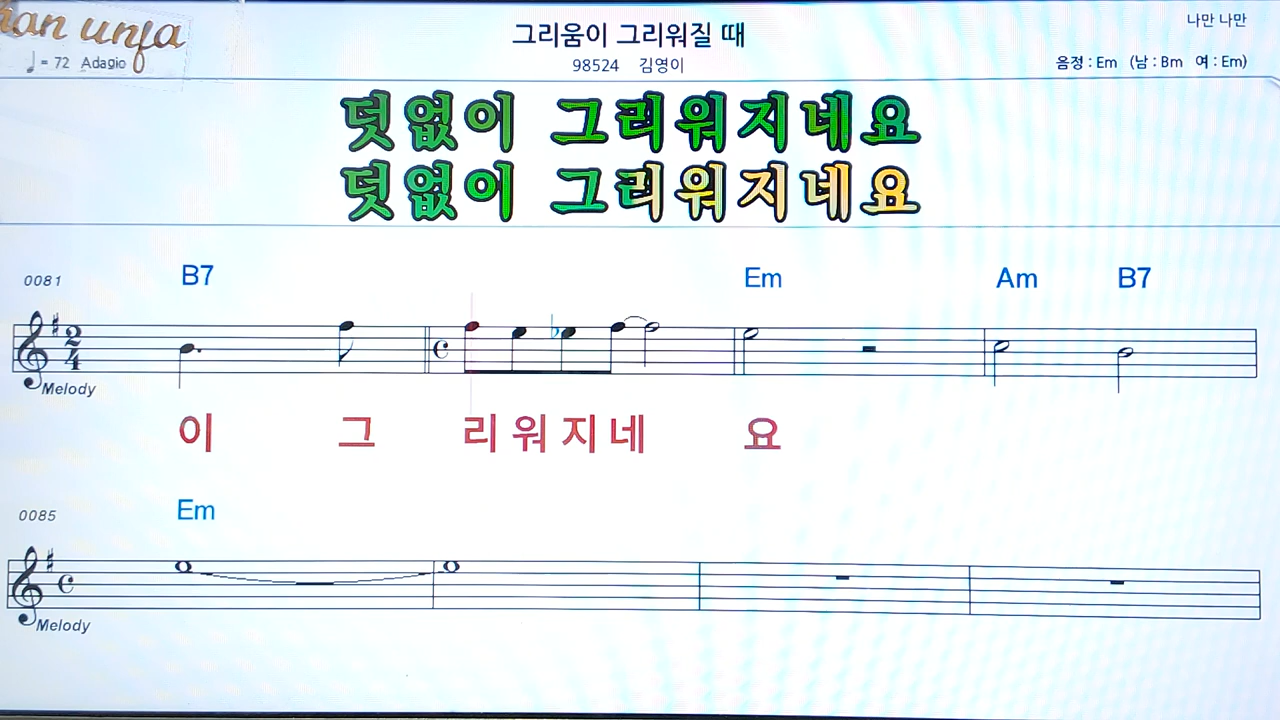 나만 나만
그리움이 그리워질 때
= 72 Adagio
98524 김영이
음정 : Em (남 : Bm 여 : Em)
덧없이 그리워지네요
덧없이 그리워지네요
0081 B7 Em Am B7
2
4
Melody
이 그 리 워 지 네 요
0085 Em
Melody